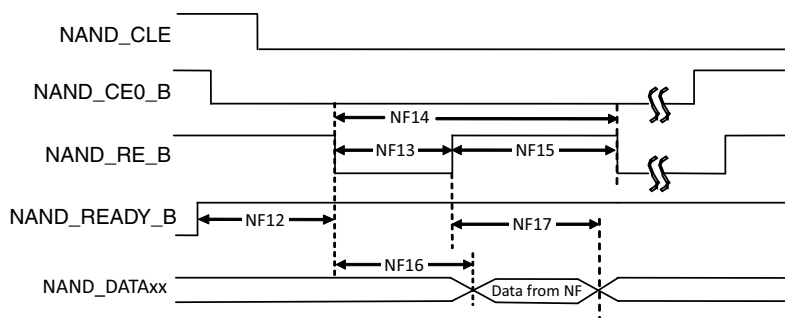 NAND_CLE
NAND_CE0_B
NF14
NAND_RE_B
NF13
NF15
NAND_READY_B
NF12
NF17
NF16
NAND_DATAxx
Data from NF